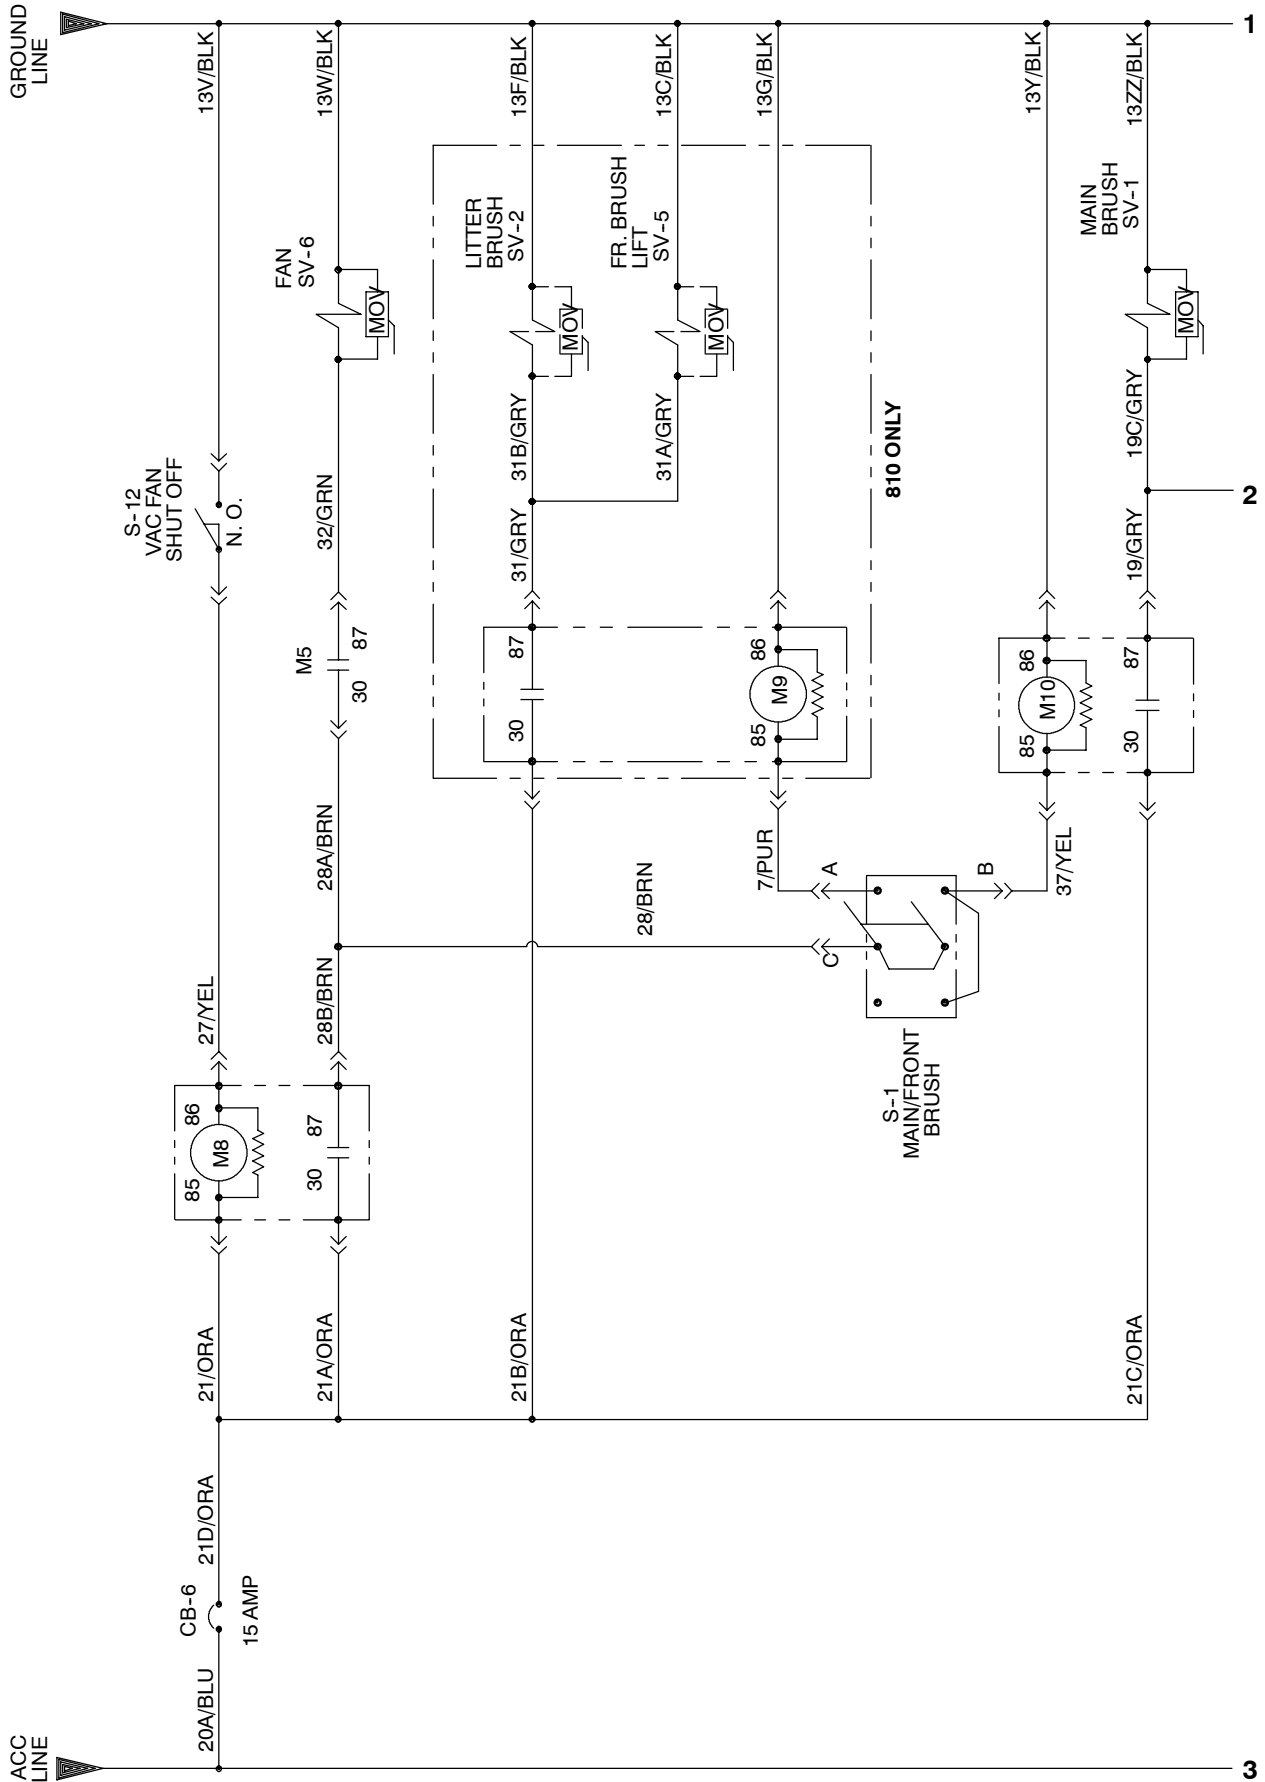 GROUND
LINE
1
13V/BLK
13W/BLK
13F/BLK
13C/BLK
13G/BLK
13Y/BLK
13ZZ/BLK
FAN
SV-6
LITTER
BRUSH
SV-2
FR. BRUSH
LIFT
SV-5
MAIN
BRUSH
SV-1
MOV
MOV
MOV
MOV
S-12
VAC FAN
SHUT OFF
N. O.
32/GRN
31B/GRY
31A/GRY
810 ONLY
19C/GRY
2
31/GRY
19/GRY
M5
87
30
87
30
86
M9
85
86
M10
85
87
30
28A/BRN
28/BRN
7/PUR
A
B
C
37/YEL
27/YEL
28B/BRN
S-1
MAIN/FRONT
BRUSH
86
M8
85
87
30
21/ORA
21A/ORA
21B/ORA
21C/ORA
21D/ORA
CB-6
15 AMP
20A/BLU
ACC
LINE
3